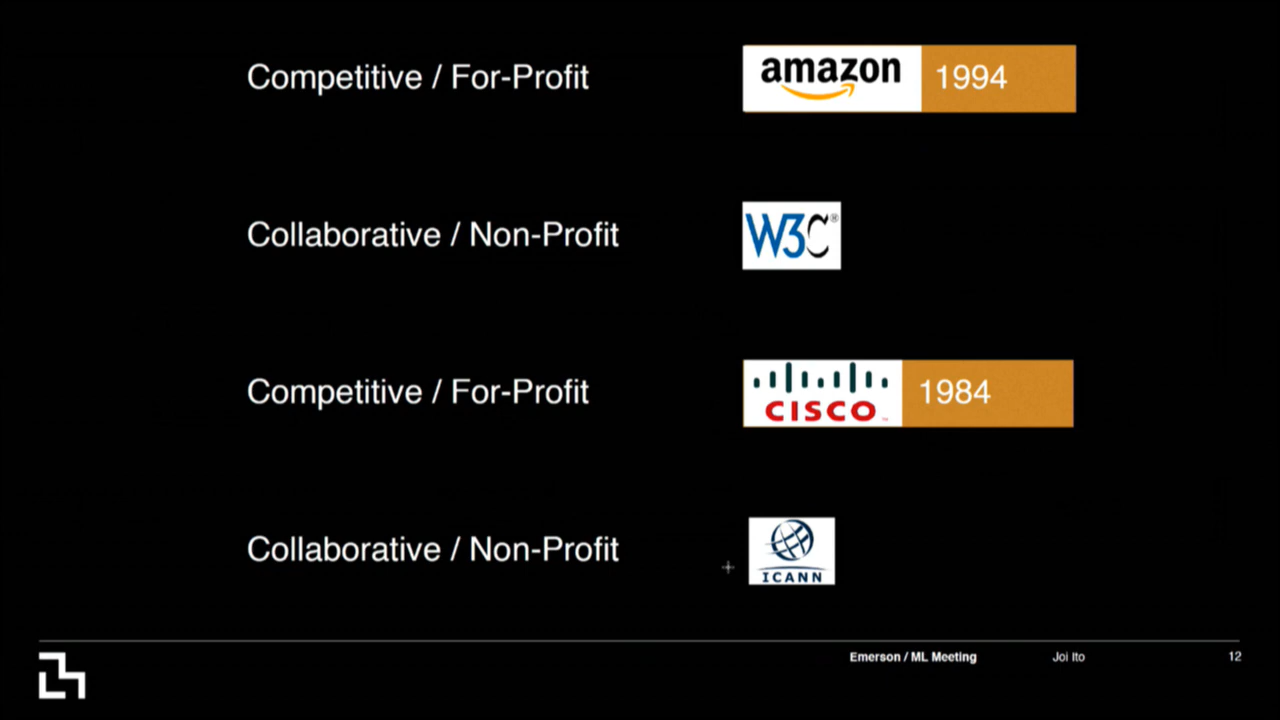 Competitive / For-Profit
amazon 1994
Collaborative / Non-Profit
W3C®
Competitive / For-Profit
CISCO™ 1984
Collaborative / Non-Profit
ICANN
Emerson / ML Meeting Joi Ito 12